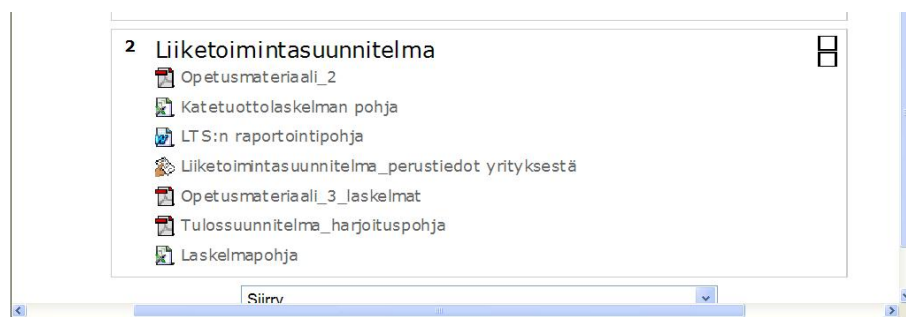 2 Liiketoimintasuunnitelma
Opetusmateriaali_2
Katetuottolaskelman pohja
LTS:n raportointipohja
Liiketoimintasuunnitelma_perustiedot yrityksestä
Opetusmateriaali_3_laskelmat
Tulossuunnitelma_harjoituspohja
Laskelmapohja
Siirry